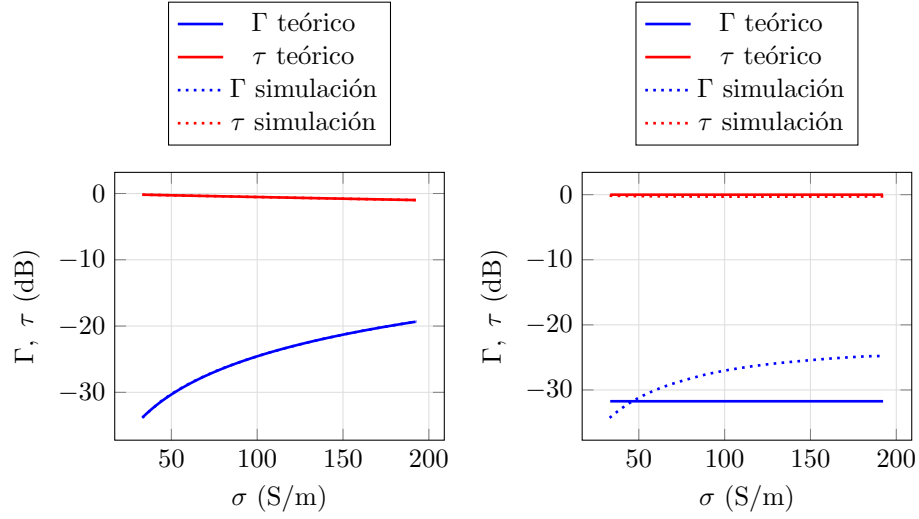 Γ teórico
τ teórico
Γ simulación
τ simulación
0
−10
−20
−30
50
100
150
200
Γ, τ (dB)
σ (S/m)
Γ teórico
τ teórico
Γ simulación
τ simulación
0
−10
−20
−30
50
100
150
200
Γ, τ (dB)
σ (S/m)